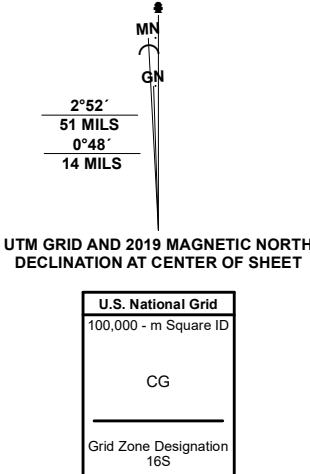 MN
GN
2°52´
51 MILS
0°48´
14 MILS
UTM GRID AND 2019 MAGNETIC NORTH
DECLINATION AT CENTER OF SHEET
U.S. National Grid
100,000 - m Square ID
CG
Grid Zone Designation
16S